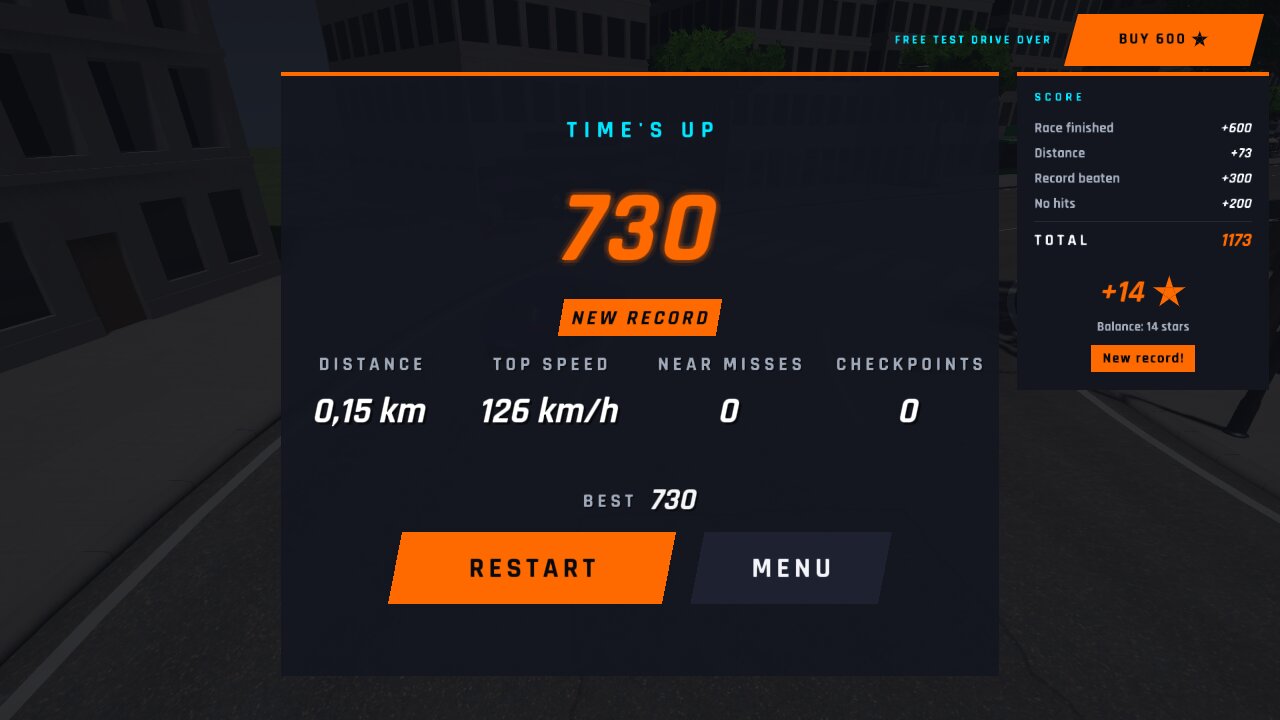 FREE TEST DRIVE OVER
BUY 600 ★
TIME'S UP
730
NEW RECORD
DISTANCE TOP SPEED NEAR MISSES CHECKPOINTS
0,15 km 126 km/h 0 0
BEST 730
RESTART MENU
SCORE
Race finished +600
Distance +73
Record beaten +300
No hits +200
TOTAL 1173
+14 ★
Balance: 14 stars
New record!